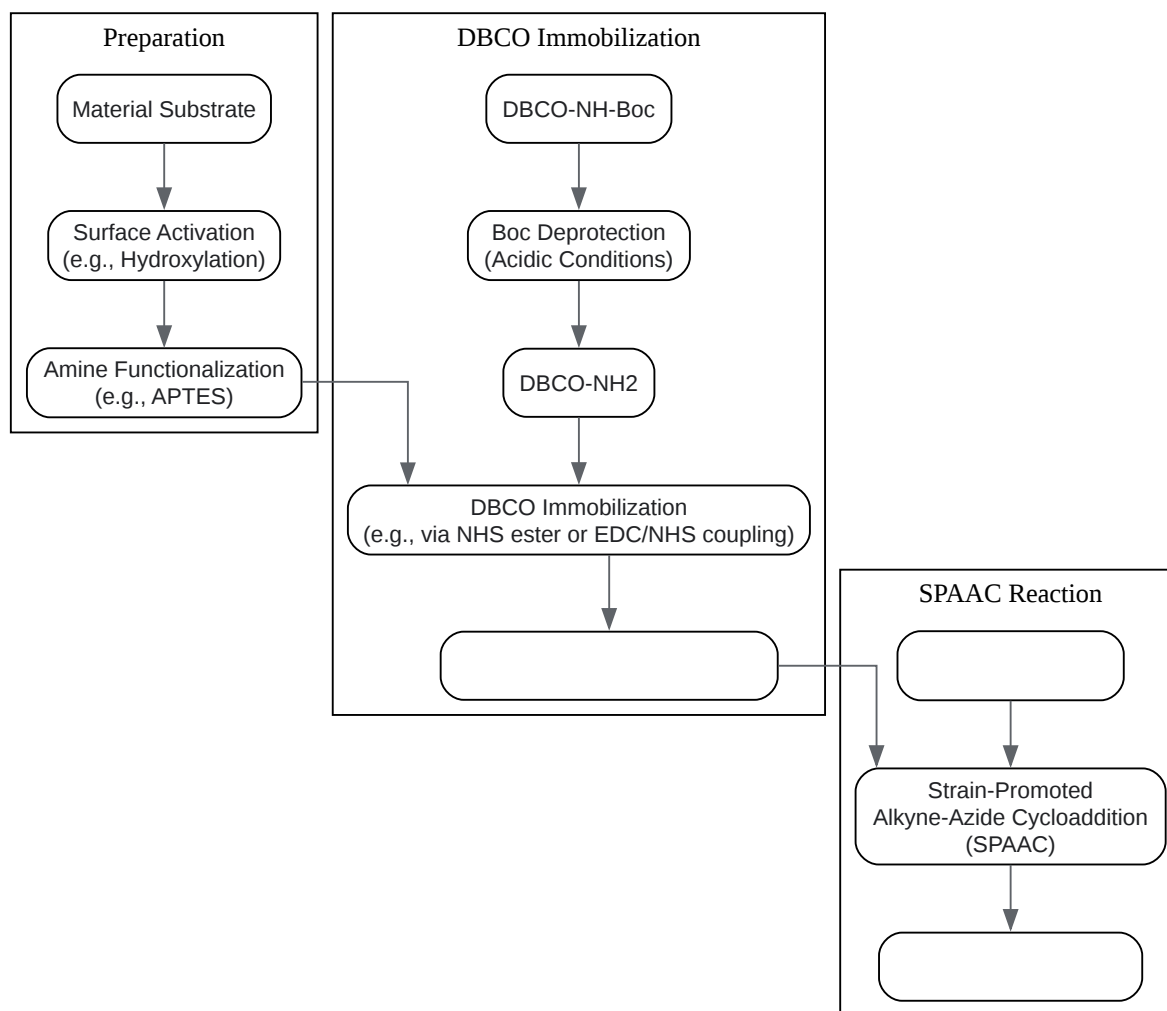 Preparation
Material Substrate
Surface Activation
(e.g., Hydroxylation)
Amine Functionalization
(e.g., APTES)
DBCO Immobilization
DBCO-NH-Boc
Boc Deprotection
(Acidic Conditions)
DBCO-NH2
DBCO Immobilization
(e.g., via NHS ester or EDC/NHS coupling)
SPAAC Reaction
Strain-Promoted
Alkyne-Azide Cycloaddition
(SPAAC)